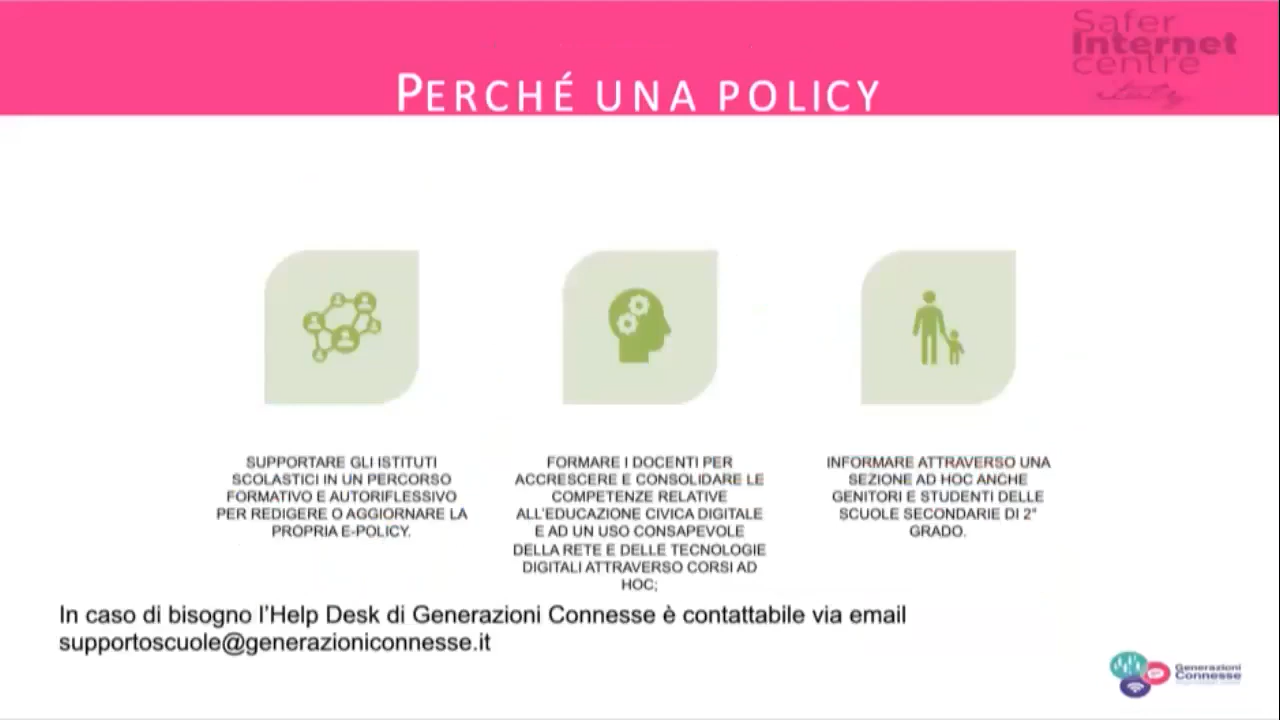 Safer
Internet
centre
PERCHÉ UNA POLICY
SUPPORTARE GLI ISTITUTI
SCOLASTICI IN UN PERCORSO
FORMATIVO E AUTORIFLESSIVO
PER REDIGERE O AGGIORNARE LA
PROPRIA E-POLICY.
FORMARE I DOCENTI PER
ACCRESCERE E CONSOLIDARE LE
COMPETENZE RELATIVE
ALL'EDUCAZIONE CIVICA DIGITALE
E AD UN USO CONSAPEVOLE
DELLA RETE E DELLE TECNOLOGIE
DIGITALI ATTRAVERSO CORSI AD
HOC;
INFORMARE ATTRAVERSO UNA
SEZIONE AD HOC ANCHE
GENITORI E STUDENTI DELLE
SCUOLE SECONDARIE DI 2°
GRADO.
In caso di bisogno l'Help Desk di Generazioni Connesse è contattabile via email
supportoscuole@generazioniconnesse.it
Generazioni
Connesse